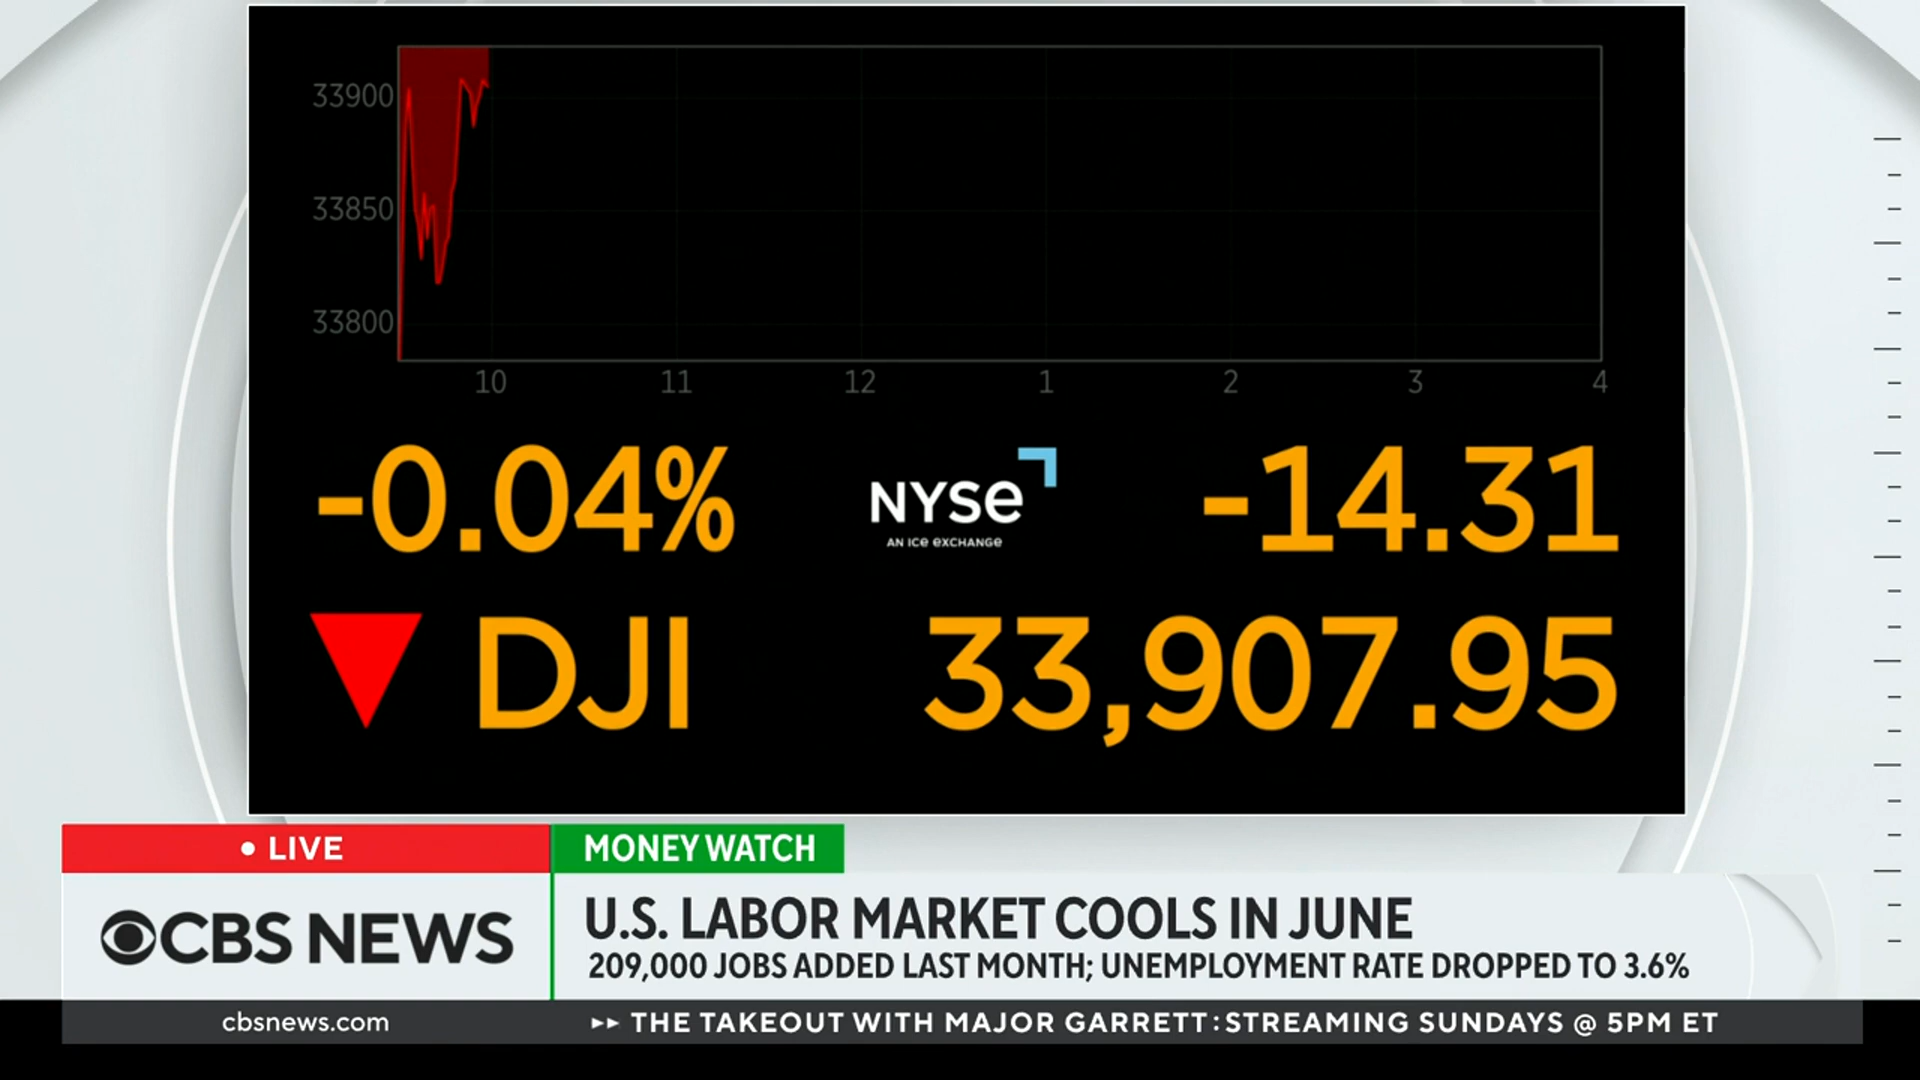 33900
33850
33800
10 11 12 1 2 3 4
-0.04% NYSE -14.31
AN ICE EXCHANGE
DJI 33,907.95
LIVE MONEY WATCH
CBS NEWS U.S. LABOR MARKET COOLS IN JUNE
209,000 JOBS ADDED LAST MONTH; UNEMPLOYMENT RATE DROPPED TO 3.6%
cbsnews.com THE TAKEOUT WITH MAJOR GARRETT: STREAMING SUNDAYS @ 5PM ET